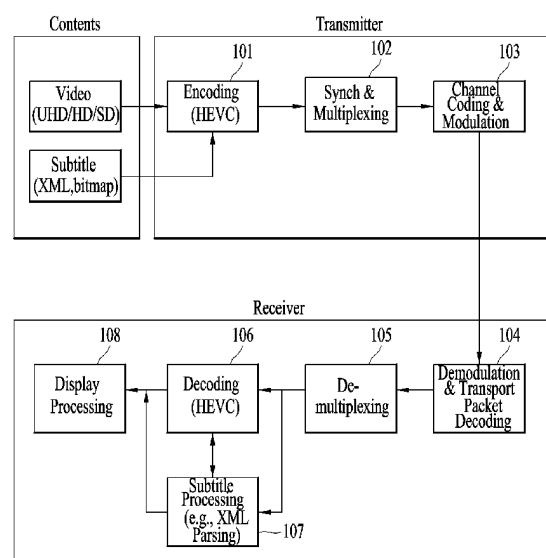 Contents
Transmitter
101
102
103
Video
(UHD/HD/SD)
Encoding
(HEVC)
Synch &
Multiplexing
Channel
Coding &
Modulation
Subtitle
(XML,bitmap)
Receiver
108
106
105
104
Display
Processing
Decoding
(HEVC)
De-
multiplexing
Demodulation
& Transport
Packet
Decoding
Subtitle
Processing
(e.g., XML
Parsing)
107